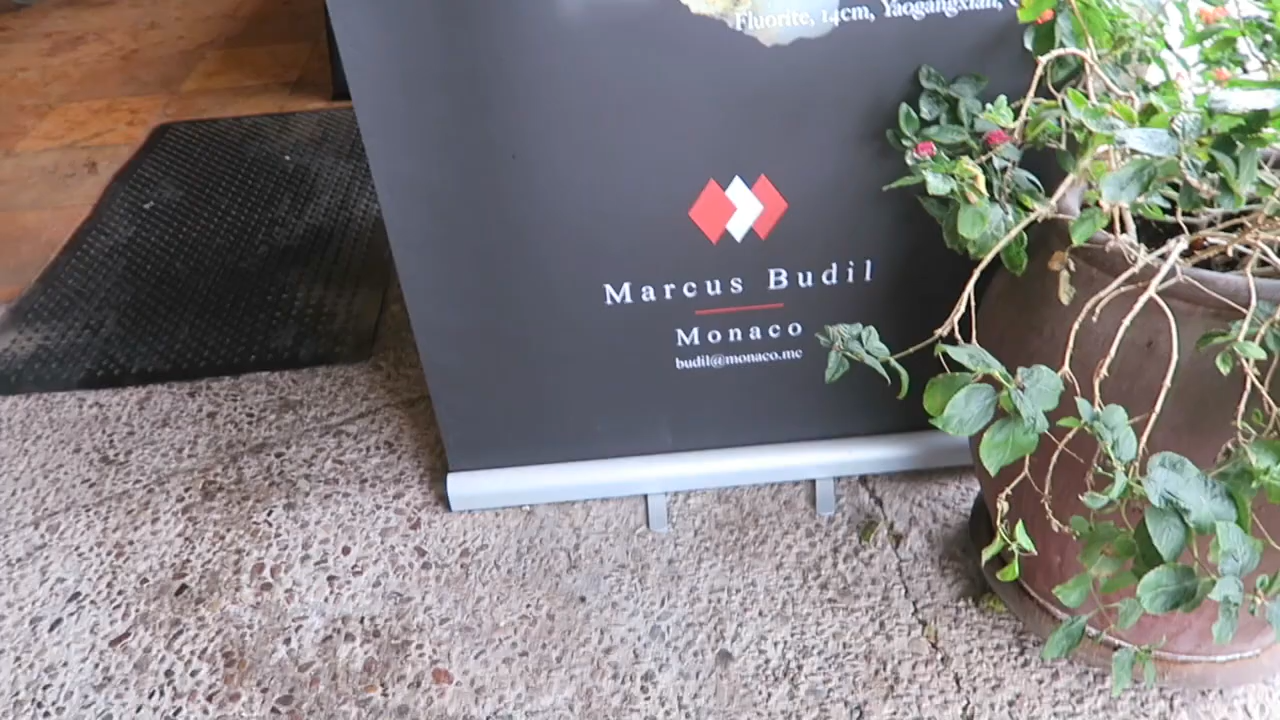 Fluorite, 14cm, Yaogangxian,
Marcus Budil
Monaco
budil@monaco.mc